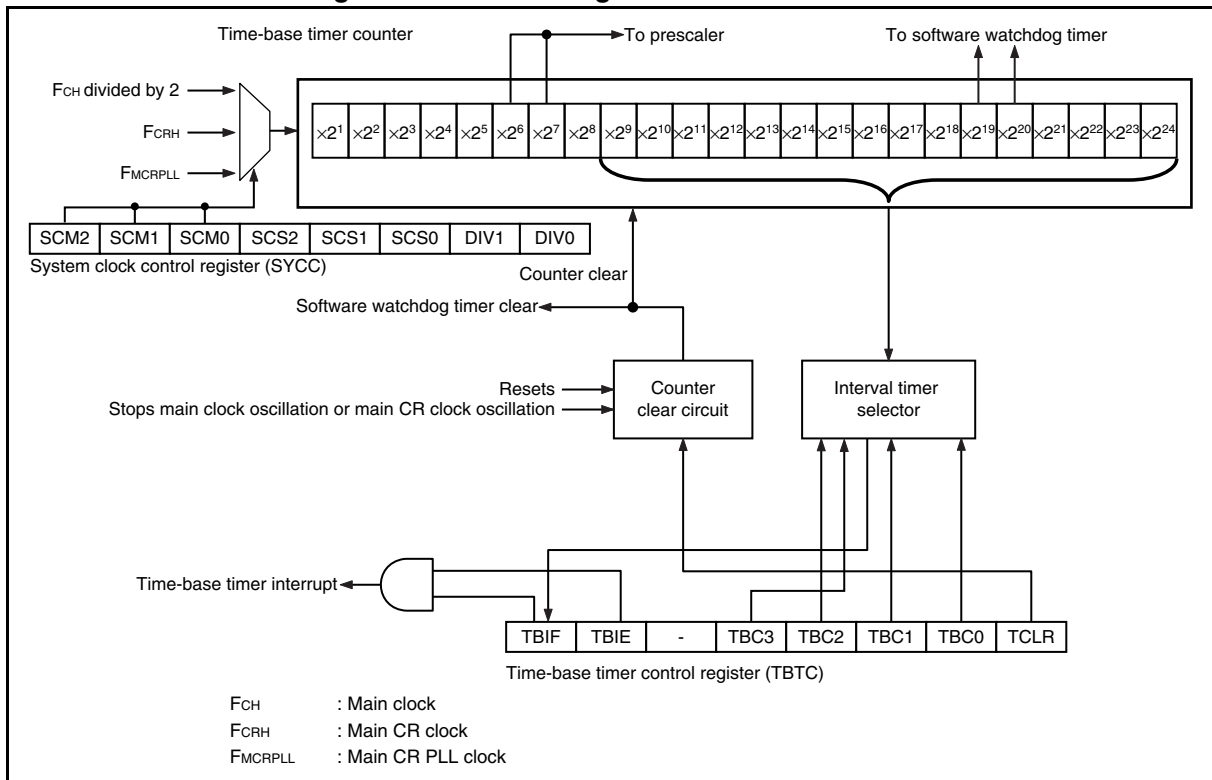 Time-base timer counter
To prescaler
To software watchdog timer
FCH divided by 2
FCRH
FMCRPLL
×2¹ ×2² ×2³ ×2⁴ ×2⁵ ×2⁶ ×2⁷ ×2⁸ ×2⁹ ×2¹⁰ ×2¹¹ ×2¹² ×2¹³ ×2¹⁴ ×2¹⁵ ×2¹⁶ ×2¹⁷ ×2¹⁸ ×2¹⁹ ×2²⁰ ×2²¹ ×2²² ×2²³ ×2²⁴
SCM2 SCM1 SCM0 SCS2 SCS1 SCS0 DIV1 DIV0
System clock control register (SYCC)
Counter clear
Software watchdog timer clear
Resets
Stops main clock oscillation or main CR clock oscillation
Counter
clear circuit
Interval timer
selector
Time-base timer interrupt
TBIF TBIE - TBC3 TBC2 TBC1 TBC0 TCLR
Time-base timer control register (TBTC)
FCH : Main clock
FCRH : Main CR clock
FMCRPLL : Main CR PLL clock